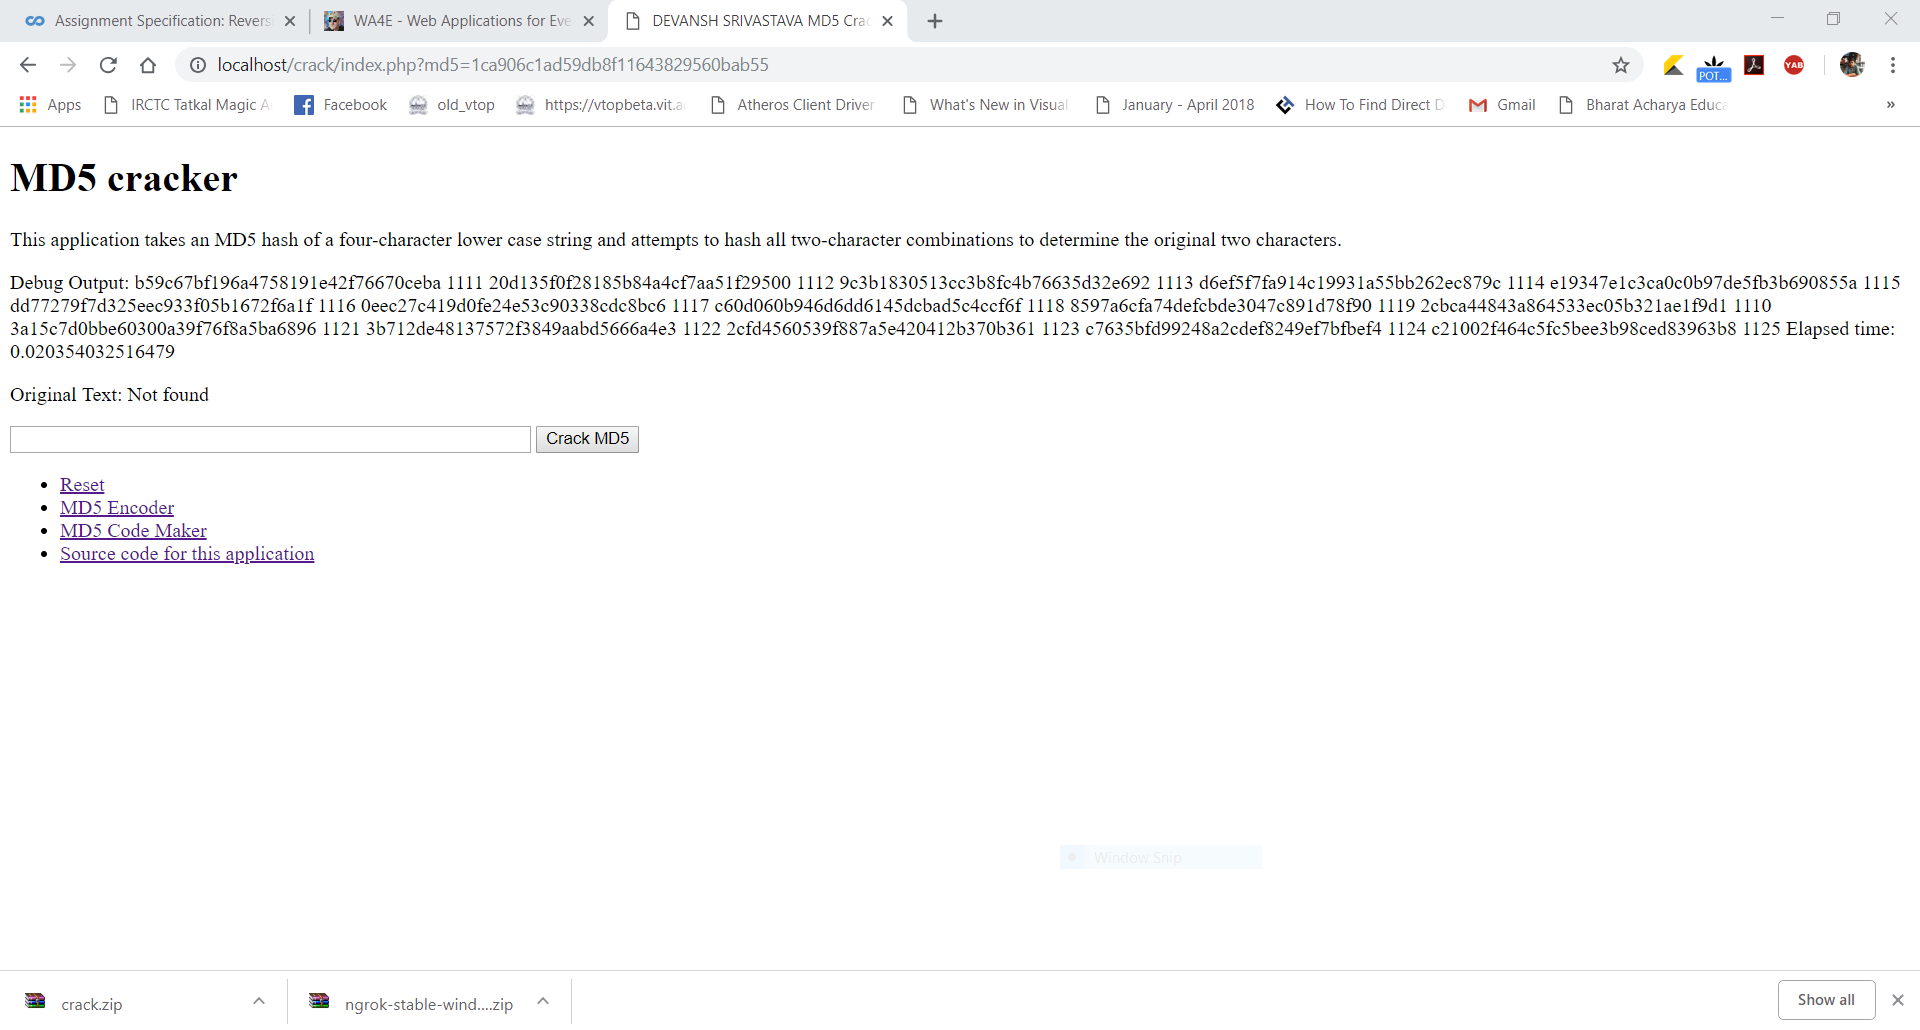 Assignment Specification: Revers
WA4E - Web Applications for Eve
DEVANSH SRIVASTAVA MD5 Crac
localhost/crack/index.php?md5=1ca906c1ad59db8f11643829560bab55
POT...
YAB
Apps
IRCTC Tatkal Magic A
Facebook
old_vtop
https://vtopbeta.vit.a
Atheros Client Driver
What's New in Visual
January - April 2018
How To Find Direct D
Gmail
Bharat Acharya Educa
»
MD5 cracker
This application takes an MD5 hash of a four-character lower case string and attempts to hash all two-character combinations to determine the original two characters.
Debug Output: b59c67bf196a4758191e42f76670ceba 1111 20d135f0f28185b84a4cf7aa51f29500 1112 9c3b1830513cc3b8fc4b76635d32e692 1113 d6ef5f7fa914c19931a55bb262ec879c 1114 e19347e1c3ca0c0b97de5fb3b690855a 1115
dd77279f7d325eec933f05b1672f6a1f 1116 0eec27c419d0fe24e53c90338cdc8bc6 1117 c60d060b946d6dd6145dcbad5c4ccf6f 1118 8597a6cfa74defcbde3047c891d78f90 1119 2cbca44843a864533ec05b321ae1f9d1 1110
3a15c7d0bbe60300a39f76f8a5ba6896 1121 3b712de48137572f3849aabd5666a4e3 1122 2cfd4560539f887a5e420412b370b361 1123 c7635bfd99248a2cdef8249ef7bfbef4 1124 c21002f464c5fc5bee3b98ced83963b8 1125 Elapsed time:
0.020354032516479
Original Text: Not found
Crack MD5
Reset
MD5 Encoder
MD5 Code Maker
Source code for this application
Window Snip
crack.zip
ngrok-stable-wind....zip
Show all